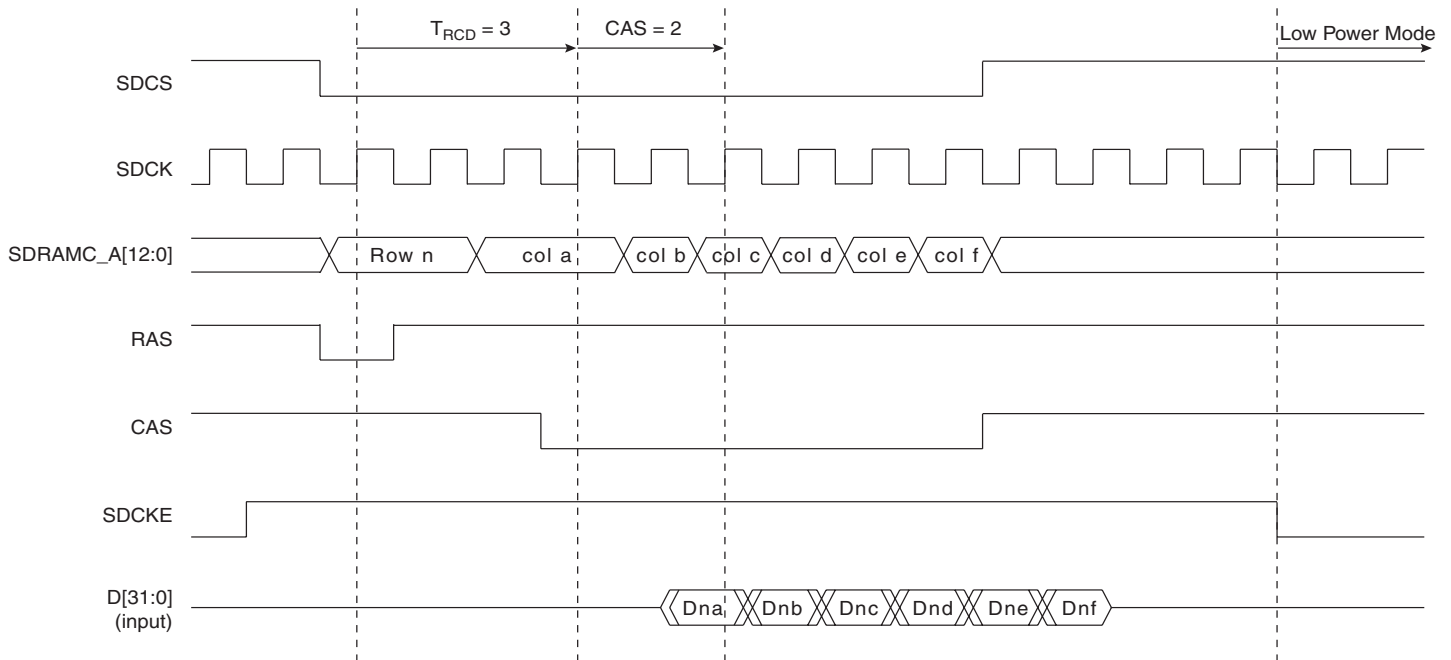 T_RCD = 3
CAS = 2
Low Power Mode
SDCS
SDCK
SDRAMC_A[12:0]
Row n
col a
col b
col c
col d
col e
col f
RAS
CAS
SDCKE
D[31:0]
(input)
Dna
Dnb
Dnc
Dnd
Dne
Dnf